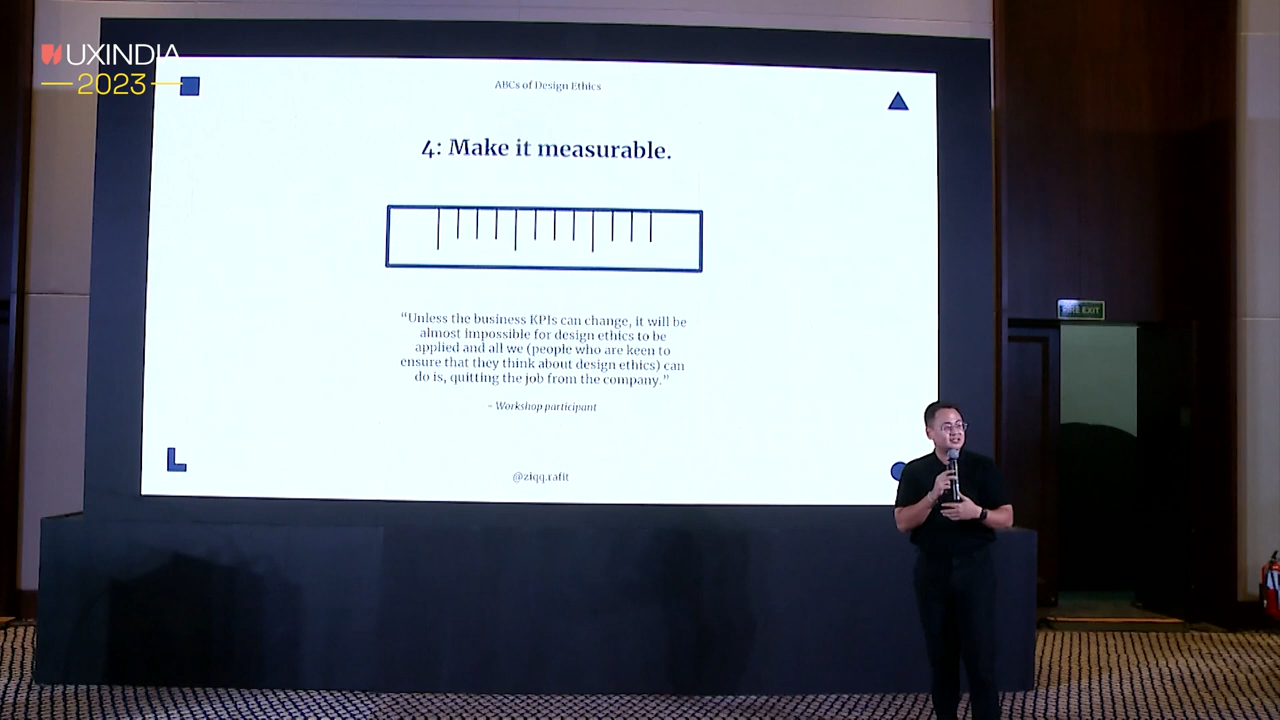 UXINDIA
2023
ABCs of Design Ethics
4: Make it measurable.
“Unless the business KPIs can change, it will be
almost impossible for design ethics to be
applied and all we (people who are keen to
ensure that they think about design ethics) can
do is, quitting the job from the company.”
– Workshop participant
@ziqq.rafit
FIRE EXIT